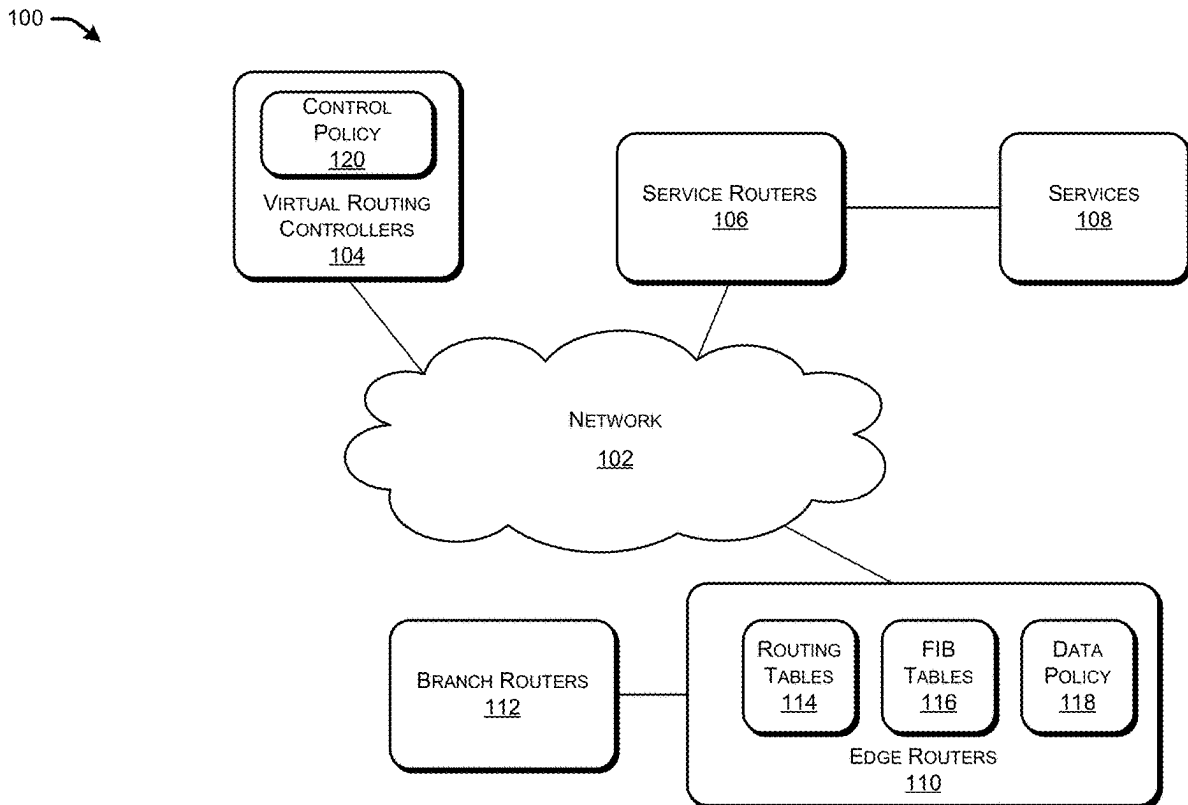 100
CONTROL
POLICY
120
VIRTUAL ROUTING
CONTROLLERS
104
SERVICE ROUTERS
106
SERVICES
108
NETWORK
102
BRANCH ROUTERS
112
ROUTING
TABLES
114
FIB
TABLES
116
DATA
POLICY
118
EDGE ROUTERS
110